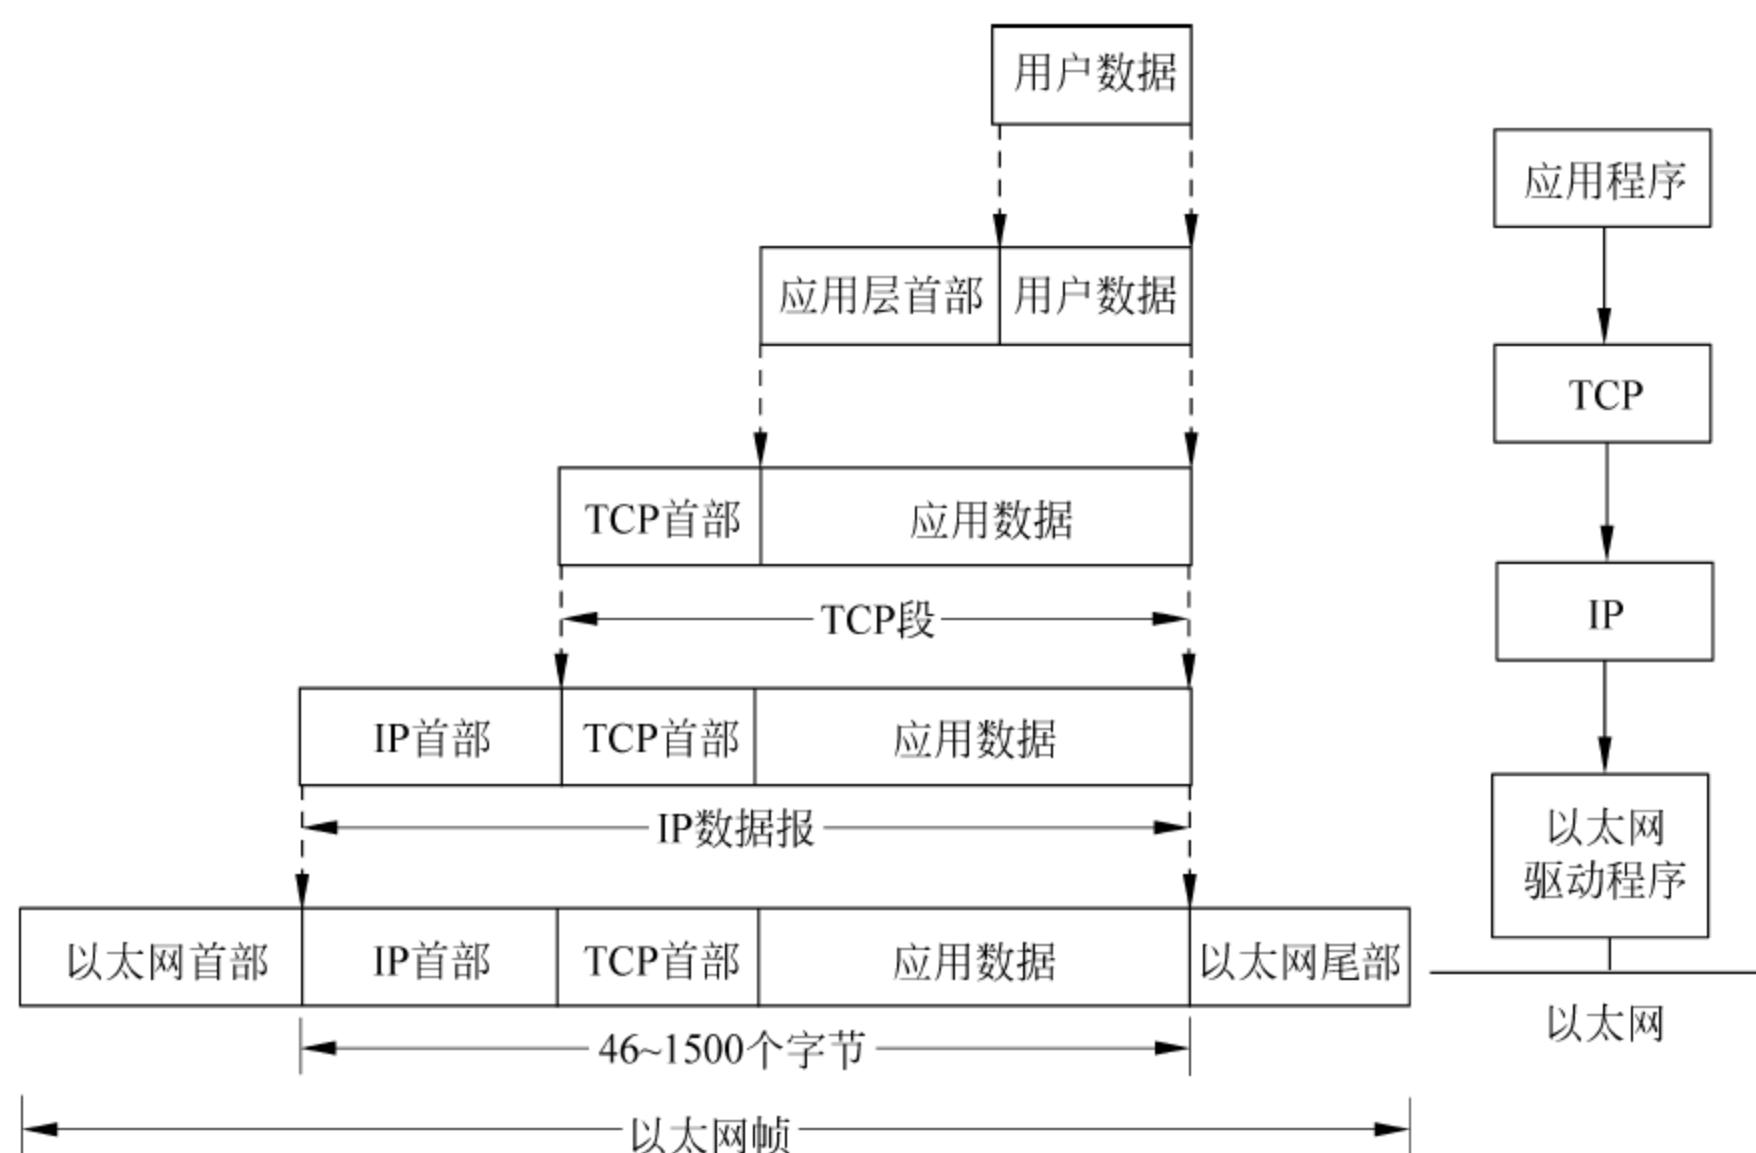 用户数据
应用程序
应用层首部 用户数据
TCP
TCP首部 应用数据
TCP段
IP
IP首部 TCP首部 应用数据
IP数据报
以太网
驱动程序
以太网首部 IP首部 TCP首部 应用数据 以太网尾部
以太网
46~1500个字节
以太网帧